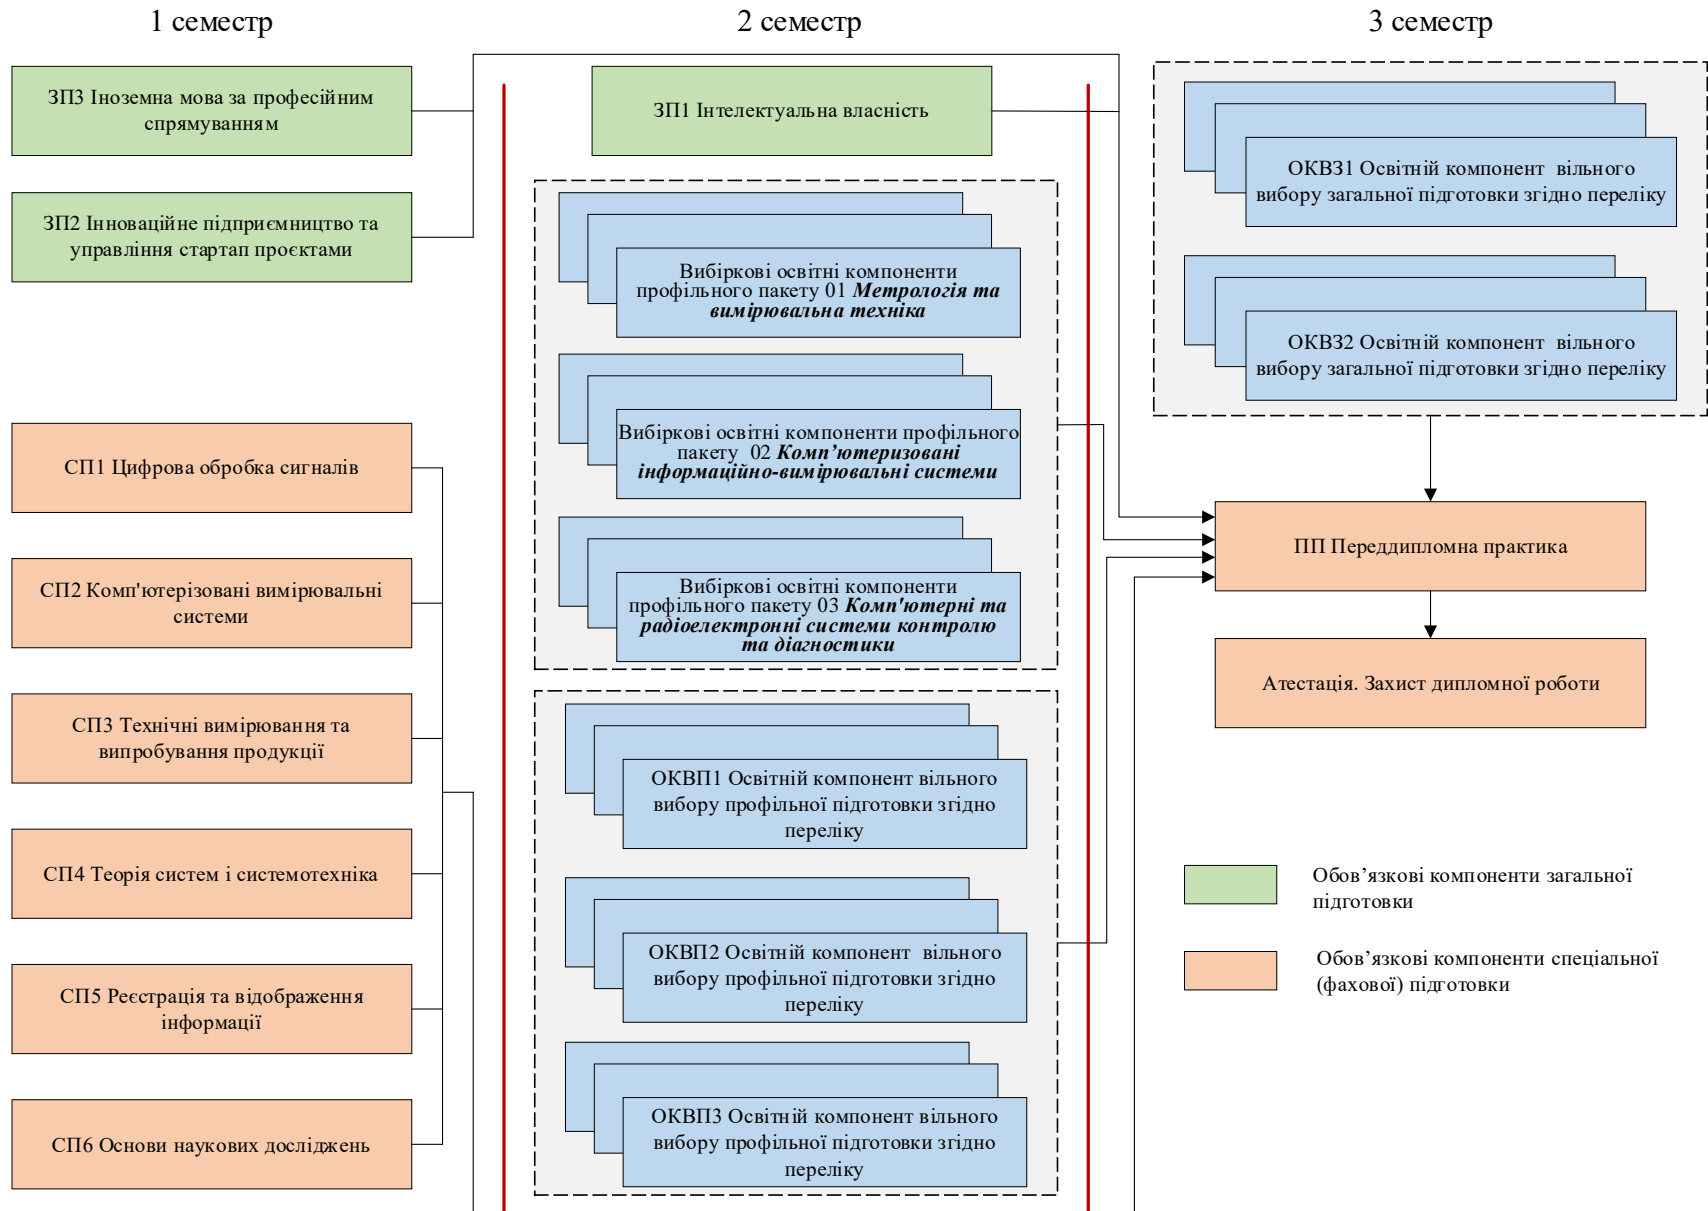 1 семестр
2 семестр
3 семестр
ЗП3 Іноземна мова за професійним
спрямуванням
ЗП2 Інноваційне підприємництво та
управління стартап проєктами
СП1 Цифрова обробка сигналів
СП2 Комп'ютерізовані вимірювальні
системи
СП3 Технічні вимірювання та
випробування продукції
СП4 Теорія систем і системотехніка
СП5 Реєстрація та відображення
інформації
СП6 Основи наукових досліджень
ЗП1 Інтелектуальна власність
Вибіркові освітні компоненти
профільного пакету 01 Метрологія та
вимірювальна техніка
Вибіркові освітні компоненти профільного
пакету 02 Комп’ютеризовані
інформаційно-вимірювальні системи
Вибіркові освітні компоненти
профільного пакету 03 Комп'ютерні та
радіоелектронні системи контролю
та діагностики
ОКВП1 Освітній компонент вільного
вибору профільної підготовки згідно
переліку
ОКВП2 Освітній компонент вільного
вибору профільної підготовки згідно
переліку
ОКВП3 Освітній компонент вільного
вибору профільної підготовки згідно
переліку
ОКВЗ1 Освітній компонент вільного
вибору загальної підготовки згідно переліку
ОКВЗ2 Освітній компонент вільного
вибору загальної підготовки згідно переліку
ПП Переддипломна практика
Атестація. Захист дипломної роботи
Обов’язкові компоненти загальної
підготовки
Обов’язкові компоненти спеціальної
(фахової) підготовки